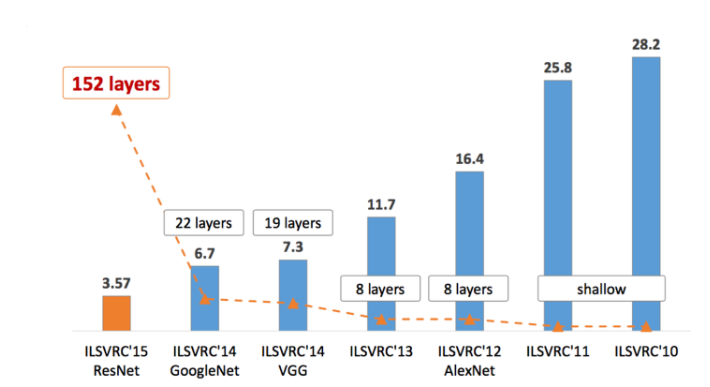 28.2
25.8
152 layers
16.4
11.7
22 layers
19 layers
6.7
7.3
3.57
8 layers
8 layers
shallow
ILSVRC'15
ResNet
ILSVRC'14
GoogleNet
ILSVRC'14
VGG
ILSVRC'13
ILSVRC'12
AlexNet
ILSVRC'11
ILSVRC'10